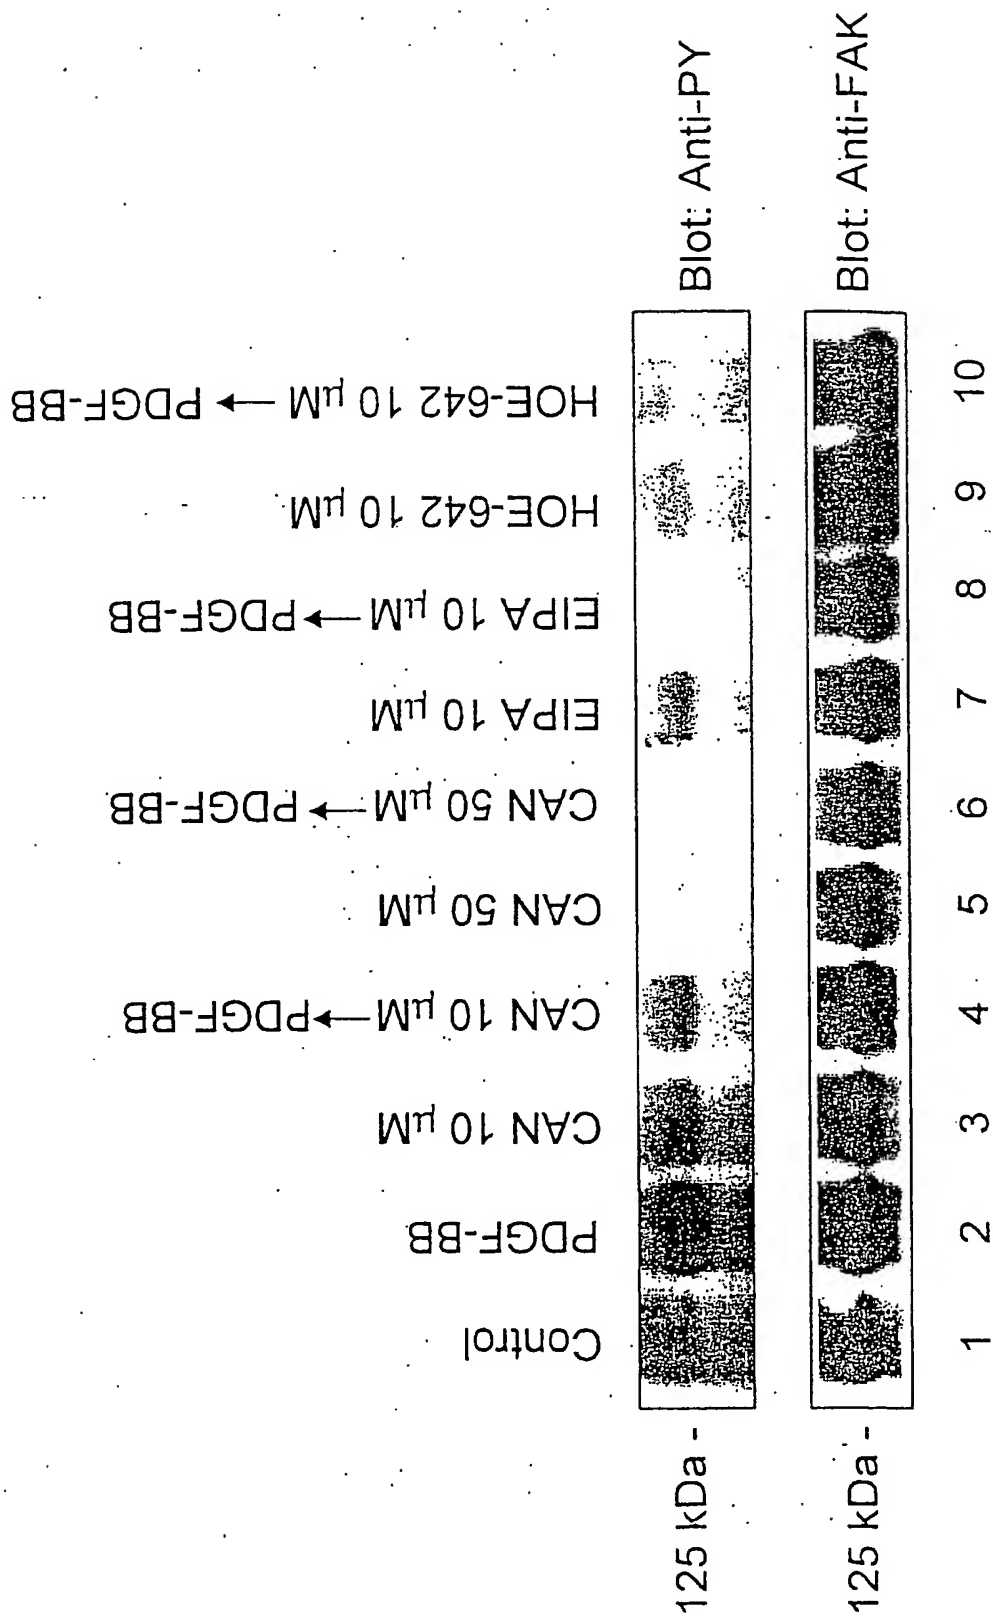 Control
PDGF-BB
CAN 10 µM
CAN 10 µM → PDGF-BB
CAN 50 µM
CAN 50 µM → PDGF-BB
EIPA 10 µM
EIPA 10 µM → PDGF-BB
HOE-642 10 µM
HOE-642 10 µM → PDGF-BB
125 kDa - Blot: Anti-PY
125 kDa - Blot: Anti-FAK
1 2 3 4 5 6 7 8 9 10